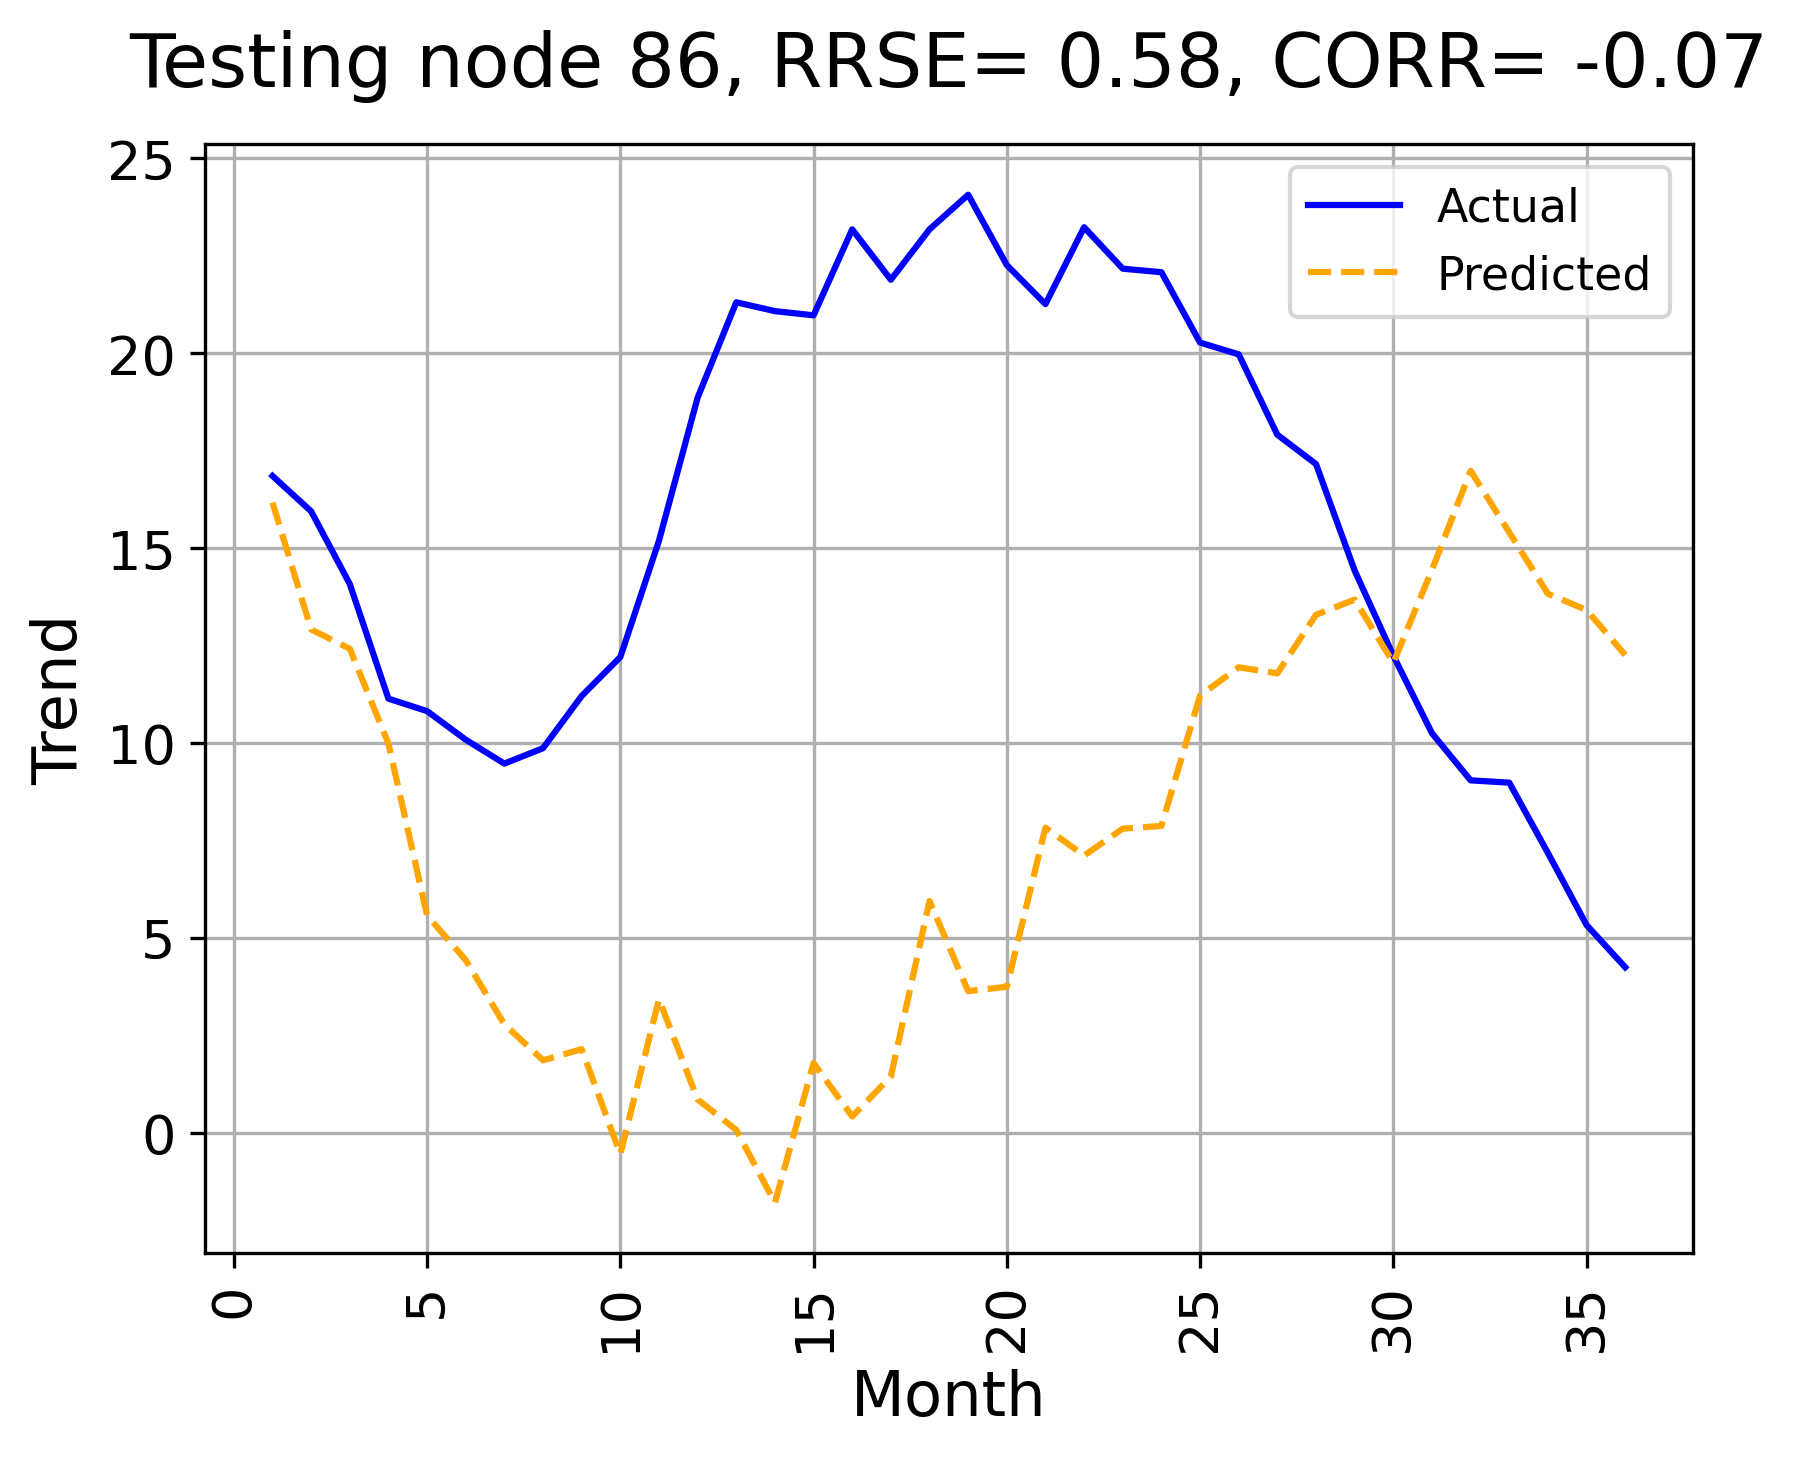 Testing node 86, RRSE= 0.58, CORR= -0.07
25
20
15
10
5
0
Trend
Actual
Predicted
0 5 10 15 20 25 30 35
Month